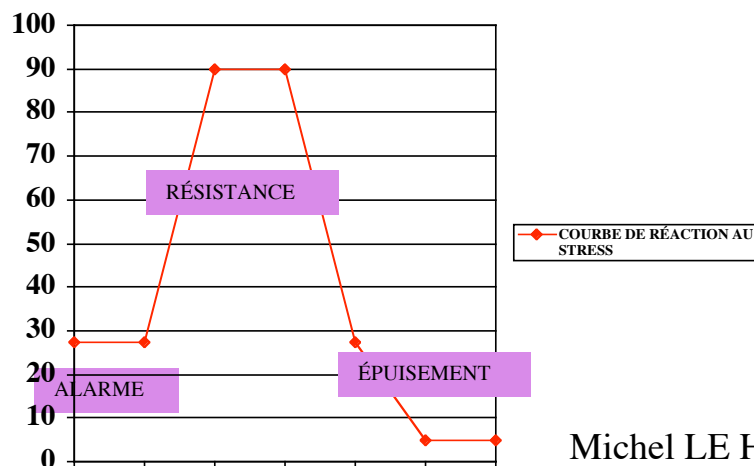 100
90
80
70
60
50
40
30
20
10
0
RÉSISTANCE
ALARME
ÉPUISEMENT
COURBE DE RÉACTION AU
STRESS
Michel LE H